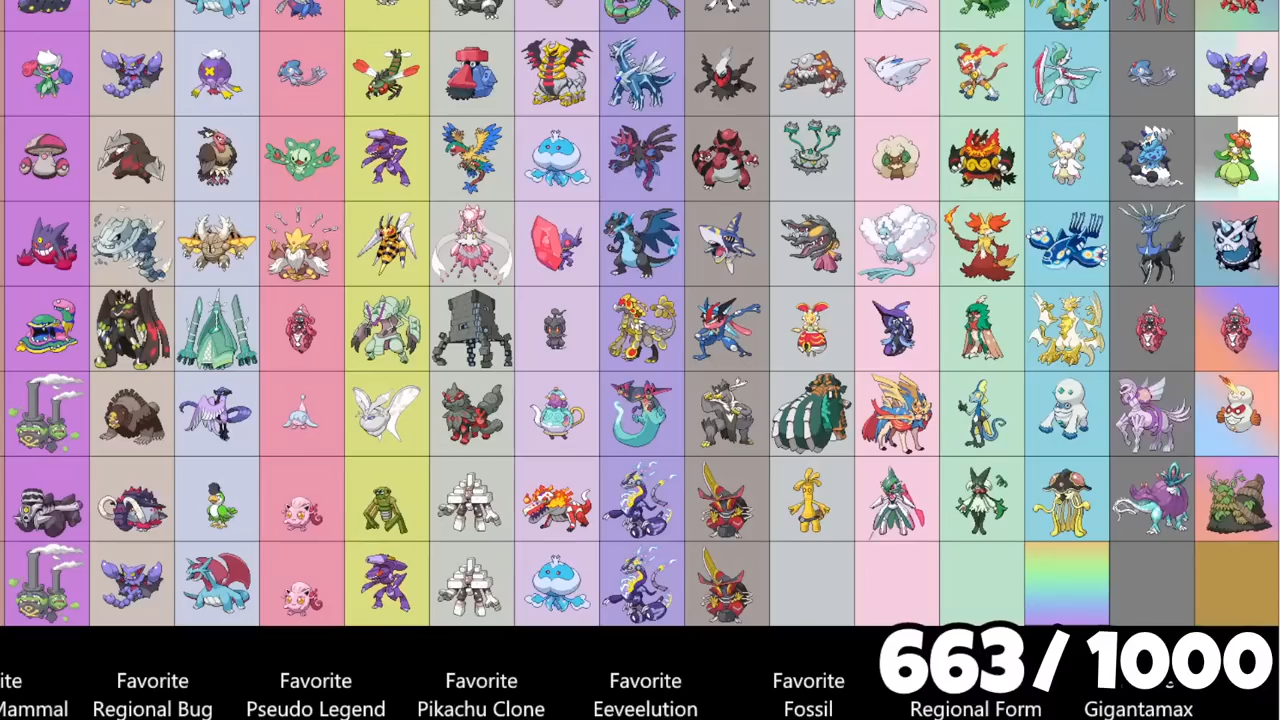 663/1000
ite Favorite Favorite Favorite Favorite Favorite
Mammal Regional Bug Pseudo Legend Pikachu Clone Eeveelution Fossil Regional Form Gigantamax